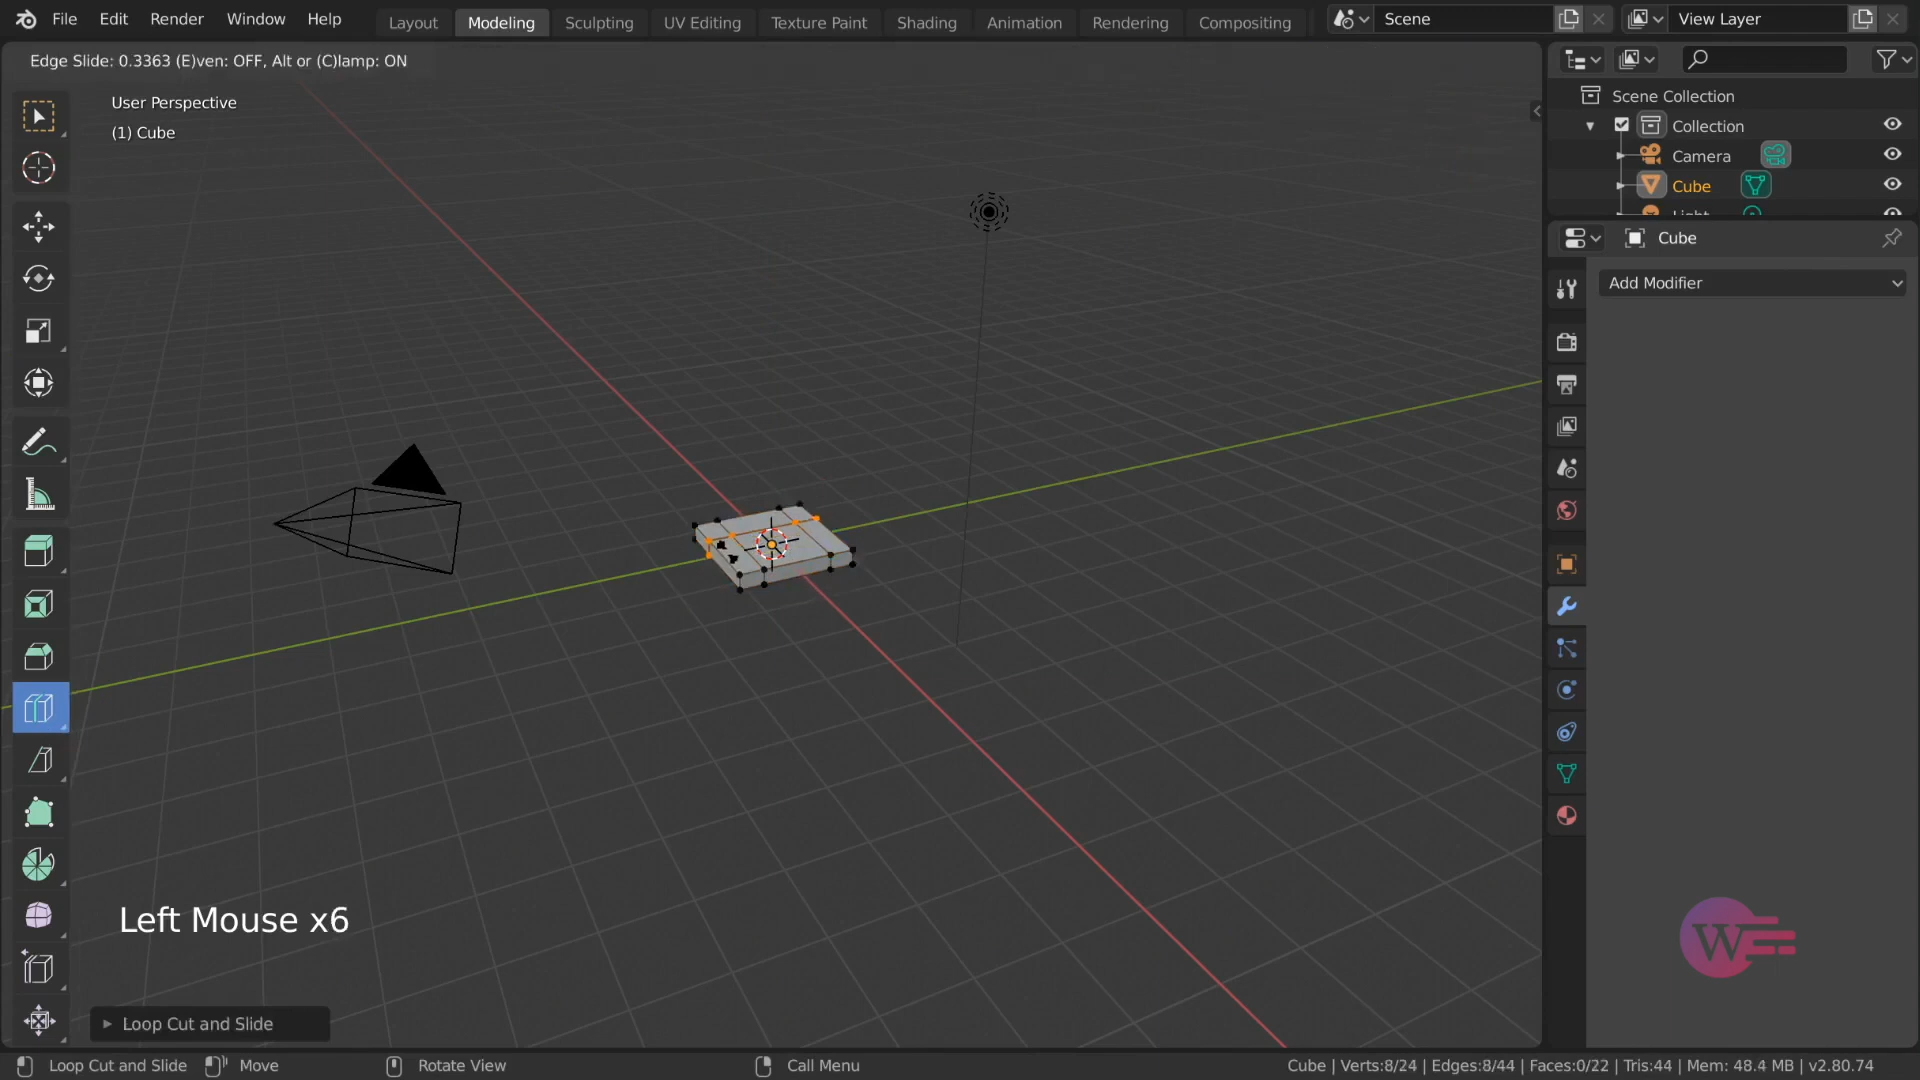 File Edit Render Window Help
Layout Modeling Sculpting UV Editing Texture Paint Shading Animation Rendering Compositing
Scene View Layer
Edge Slide: 0.3363 (E)ven: OFF, Alt or (C)lamp: ON
User Perspective
(1) Cube
Scene Collection
Collection
Camera
Cube
Light
Cube
Add Modifier
Left Mouse x6
W
Loop Cut and Slide
Loop Cut and Slide Move Rotate View Call Menu Cube | Verts:8/24 | Edges:8/44 | Faces:0/22 | Tris:44 | Mem: 48.4 MB | v2.80.74